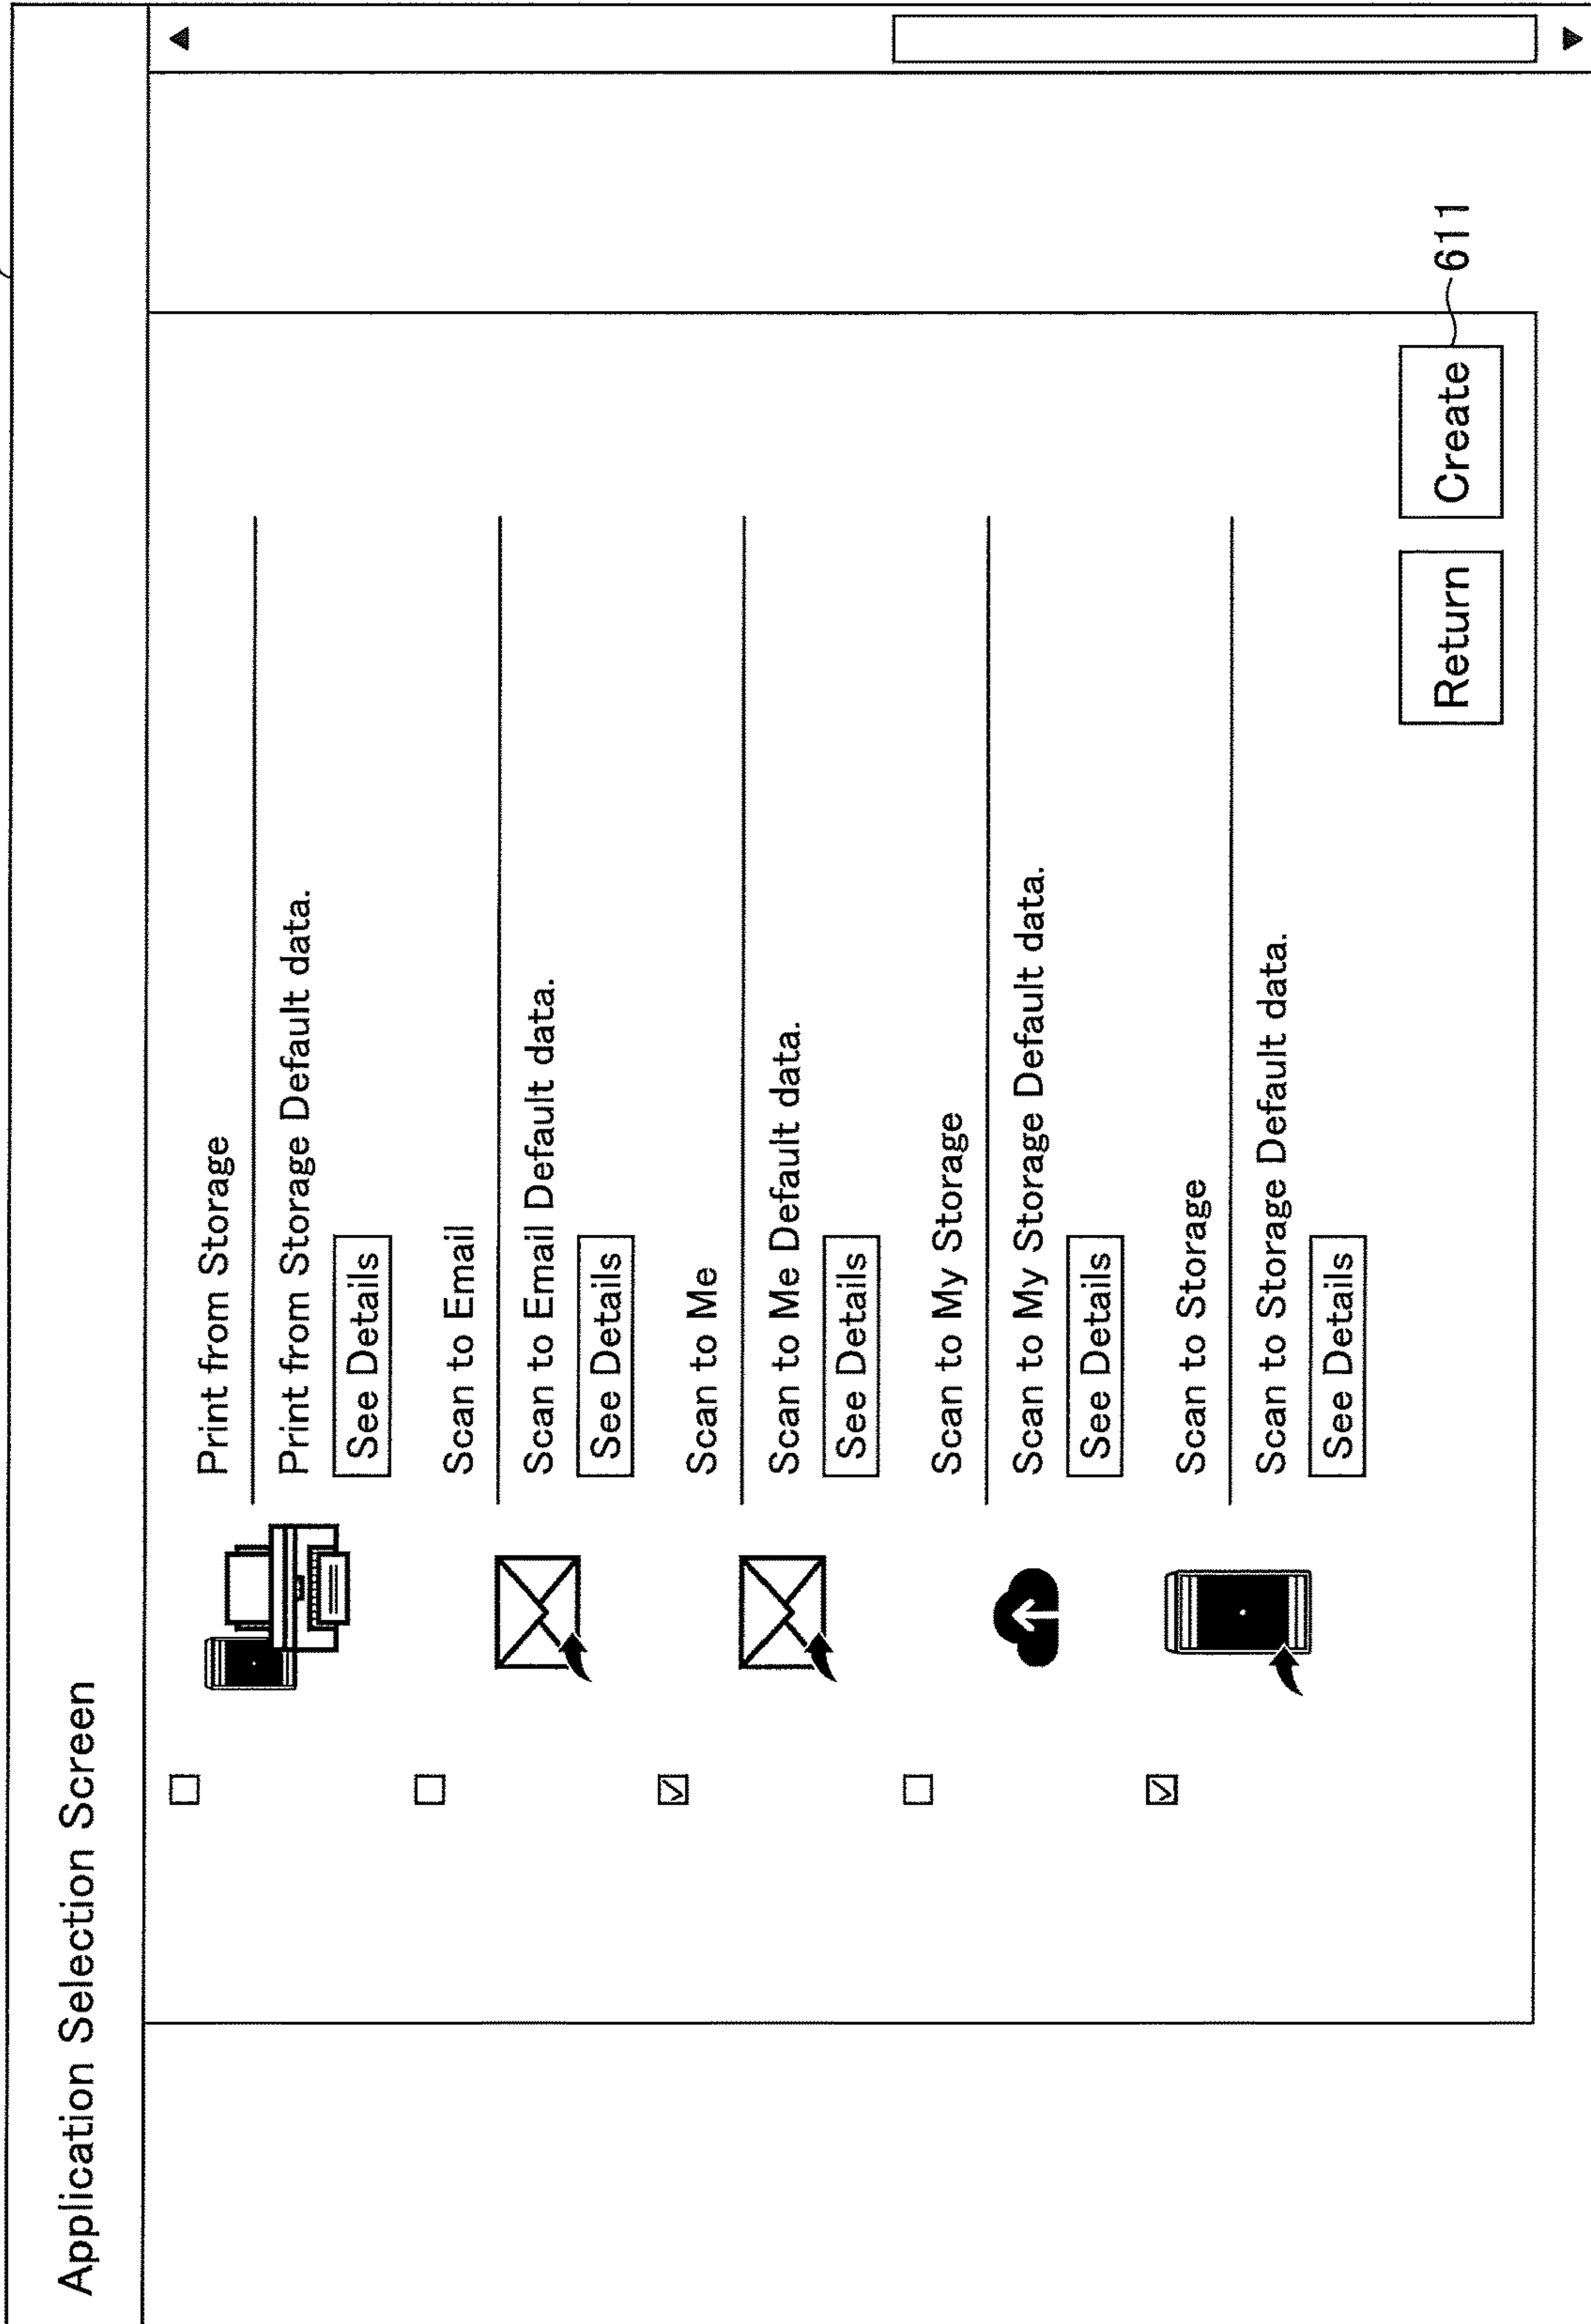 Application Selection Screen
Print from Storage
Print from Storage Default data.
See Details
Scan to Email
Scan to Email Default data.
See Details
Scan to Me
Scan to Me Default data.
See Details
Scan to My Storage
Scan to My Storage Default data.
See Details
Scan to Storage
Scan to Storage Default data.
See Details
Return Create 611